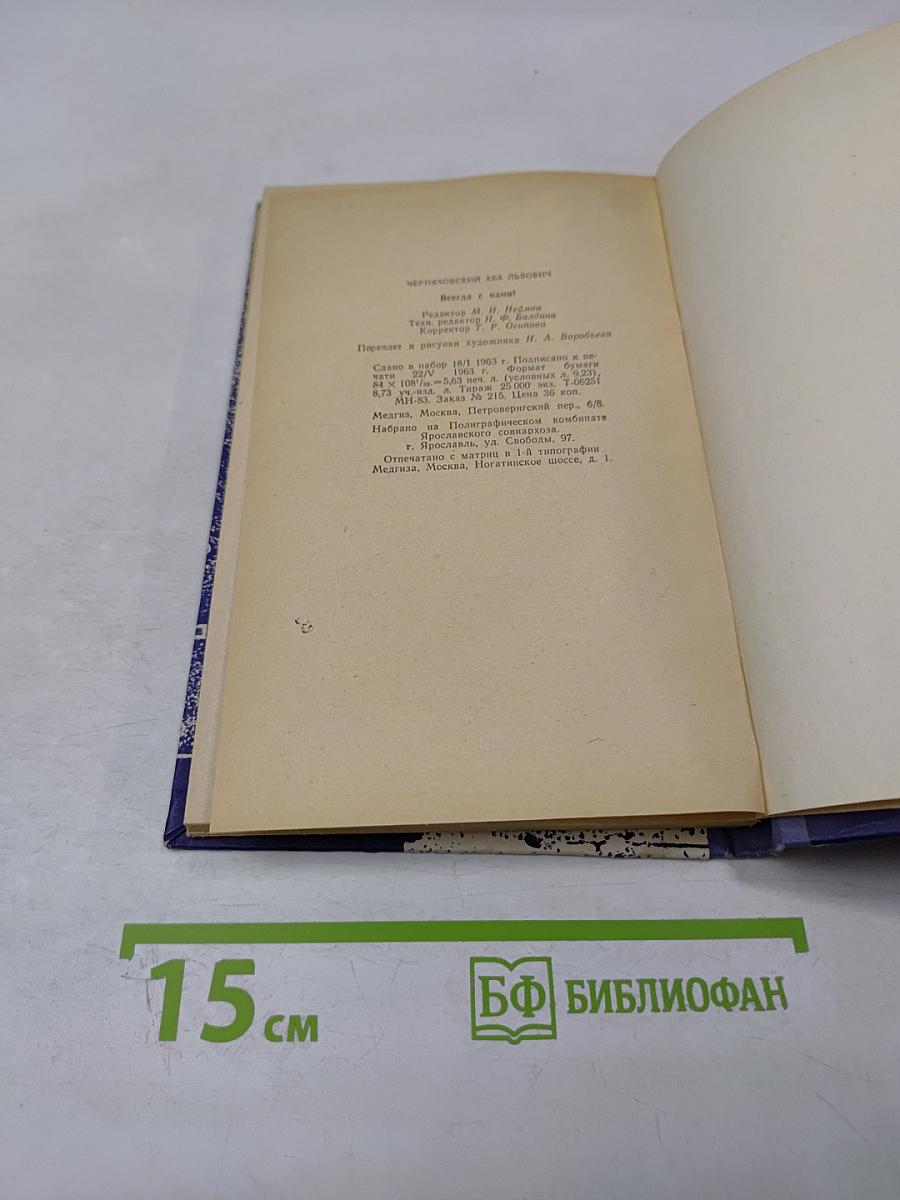 ЧЕРНЯХОВСКИЙ АБА ЛЬВОВИЧ
Всегда с нами!
Редактор М. И. Нейман
Техн. редактор Н. Ф. Балдина
Корректор Т. Р. Осипова
Переплет и рисунки художника Н. А. Воробьева
Сдано в набор 18/I 1963 г. Подписано к пе-
чати 22/V 1963 г. Формат бумаги
84 × 108¹/₃₂=5,63 печ. л. (условных л. 9,23),
8,73 уч.-изд. л. Тираж 25 000 экз. Т-06251
МН-83. Заказ № 215. Цена 36 коп.
Медгиз, Москва, Петроверигский пер., 6/8.
Набрано на Полиграфическом комбинате
Ярославского совнархоза.
г. Ярославль, ул. Свободы, 97.
Отпечатано с матриц в 1-й типографии
Медгиза, Москва, Ногатинское шоссе, д. 1.
15 см
БФ БИБЛИОФАН